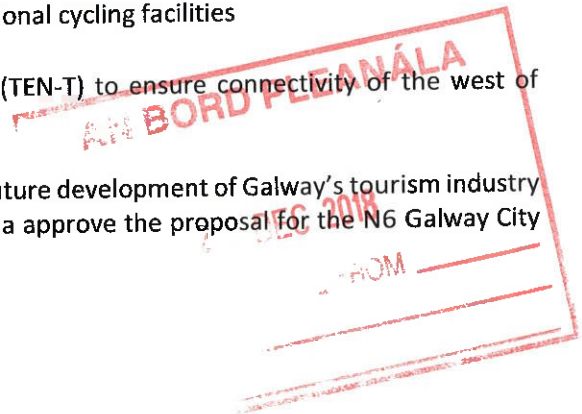 onal cycling facilities
(TEN-T) to ensure connectivity of the west of
AN BORD PLEANÁLA
uture development of Galway's tourism industry
a approve the proposal for the N6 Galway City
DEC 2018
ROM